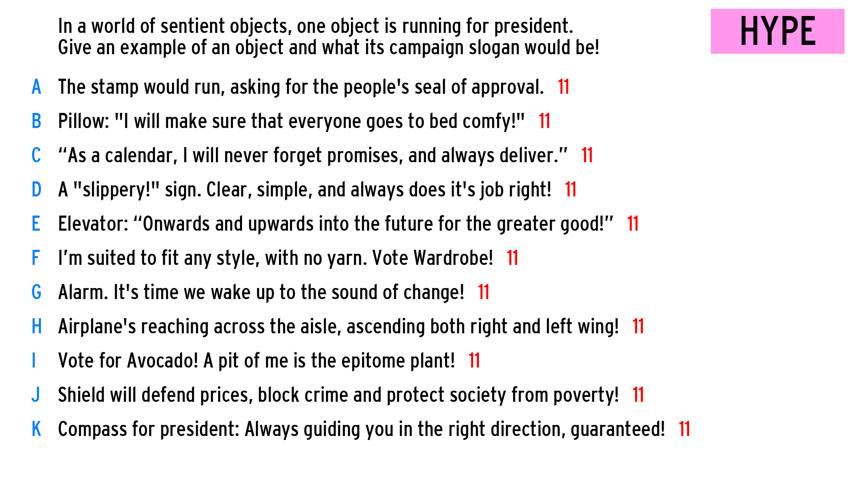 In a world of sentient objects, one object is running for president.
Give an example of an object and what its campaign slogan would be!
HYPE
A The stamp would run, asking for the people's seal of approval. 11
B Pillow: "I will make sure that everyone goes to bed comfy!" 11
C “As a calendar, I will never forget promises, and always deliver.” 11
D A "slippery!" sign. Clear, simple, and always does it's job right! 11
E Elevator: “Onwards and upwards into the future for the greater good!” 11
F I’m suited to fit any style, with no yarn. Vote Wardrobe! 11
G Alarm. It's time we wake up to the sound of change! 11
H Airplane's reaching across the aisle, ascending both right and left wing! 11
I Vote for Avocado! A pit of me is the epitome plant! 11
J Shield will defend prices, block crime and protect society from poverty! 11
K Compass for president: Always guiding you in the right direction, guaranteed! 11